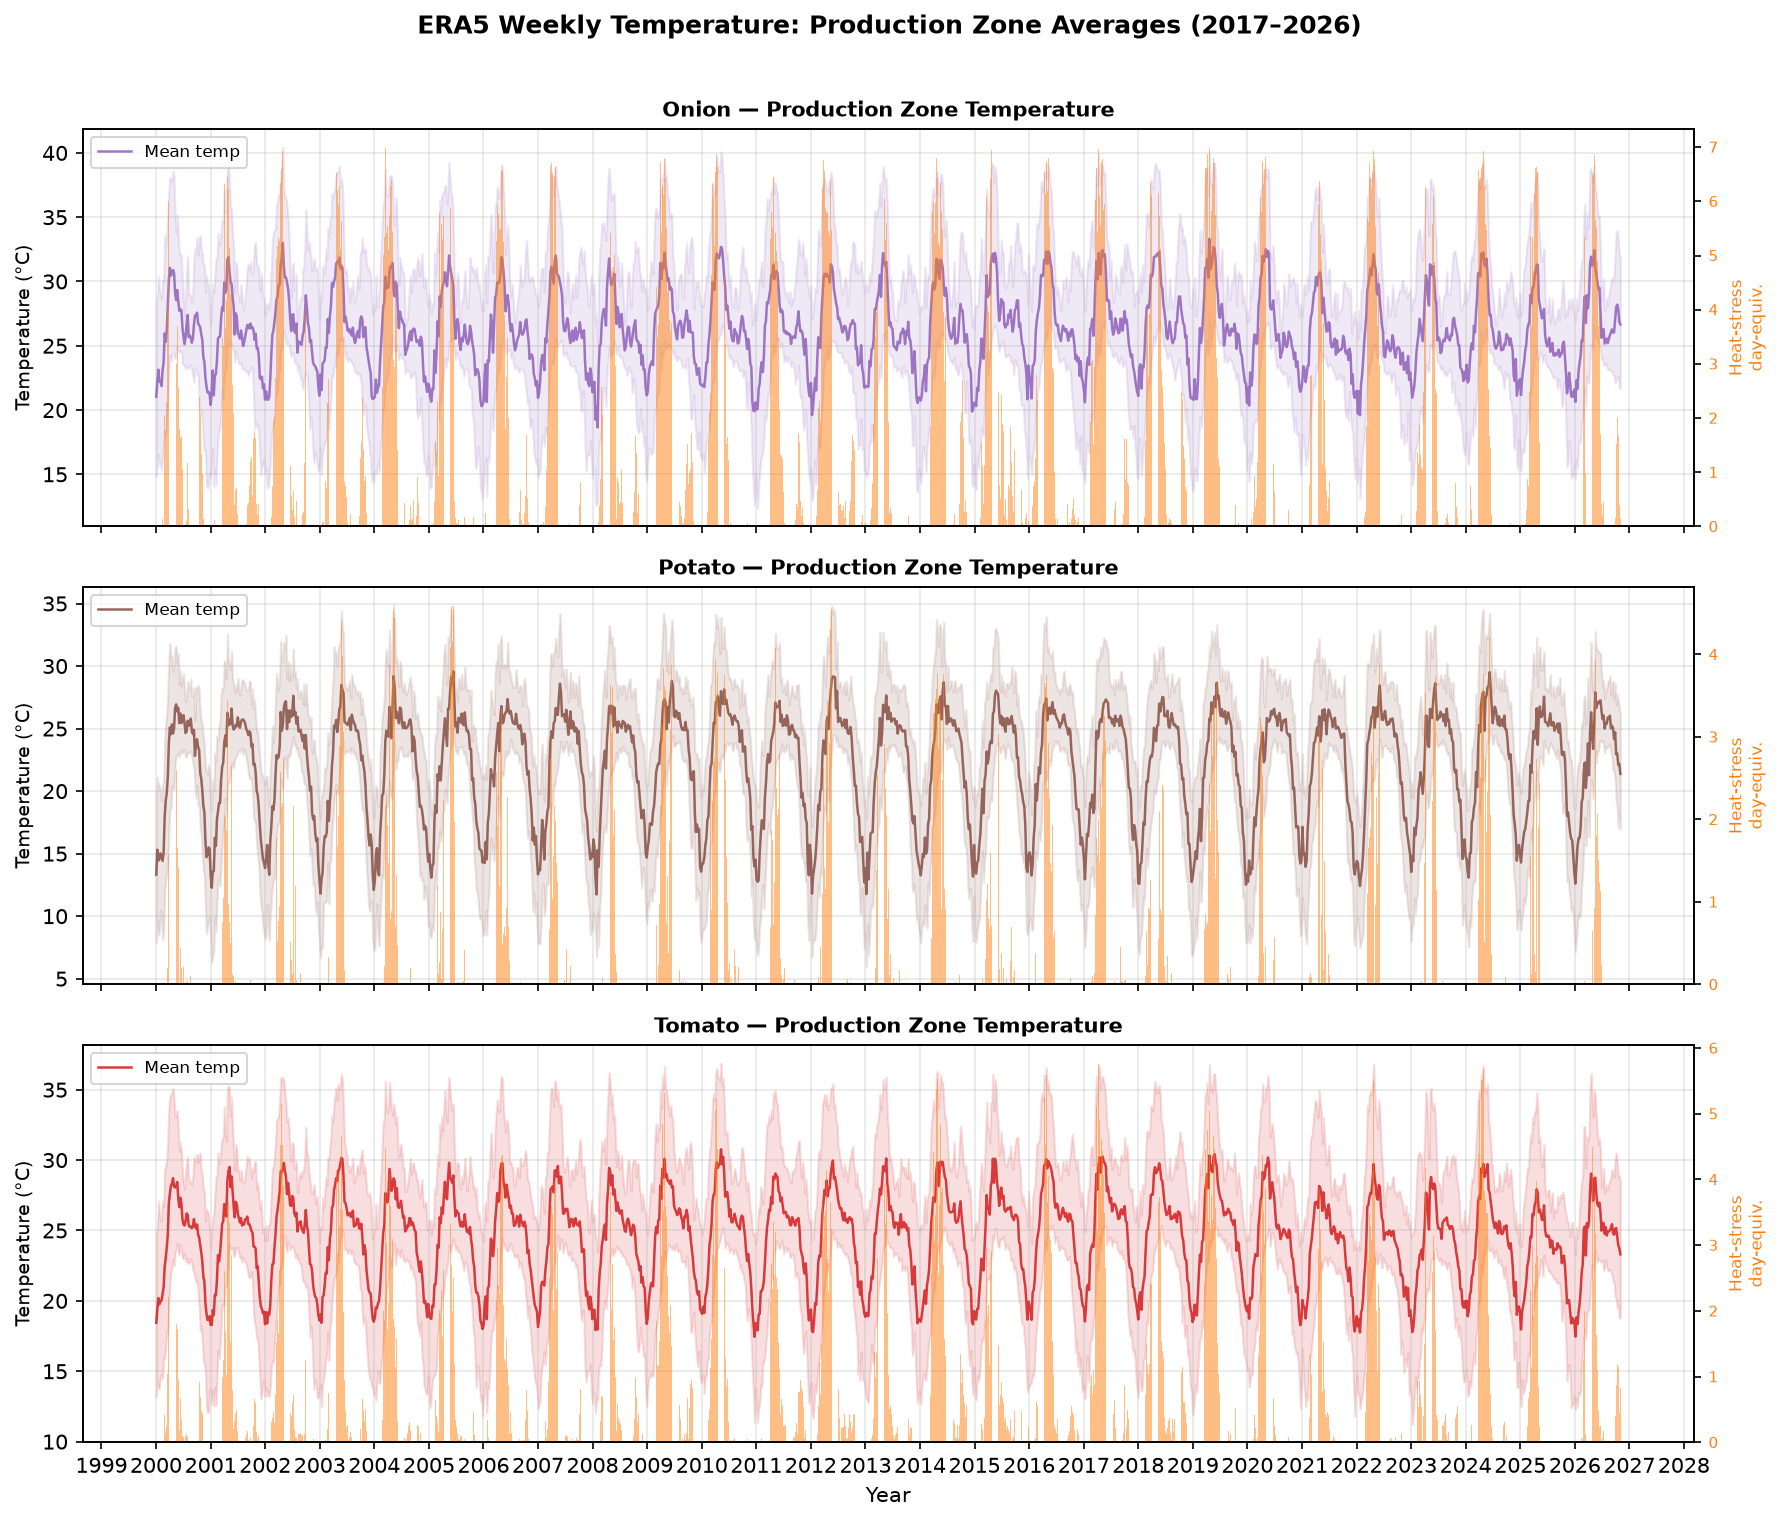 ERA5 Weekly Temperature: Production Zone Averages (2017–2026)
Onion — Production Zone Temperature
Mean temp
40
35
30
25
20
15
Temperature (°C)
7
6
5
4
3
2
1
0
Heat-stress
day-equiv.
Potato — Production Zone Temperature
Mean temp
35
30
25
20
15
10
5
Temperature (°C)
4
3
2
1
0
Heat-stress
day-equiv.
Tomato — Production Zone Temperature
Mean temp
35
30
25
20
15
10
Temperature (°C)
6
5
4
3
2
1
0
Heat-stress
day-equiv.
1999 2000 2001 2002 2003 2004 2005 2006 2007 2008 2009 2010 2011 2012 2013 2014 2015 2016 2017 2018 2019 2020 2021 2022 2023 2024 2025 2026 2027 2028
Year